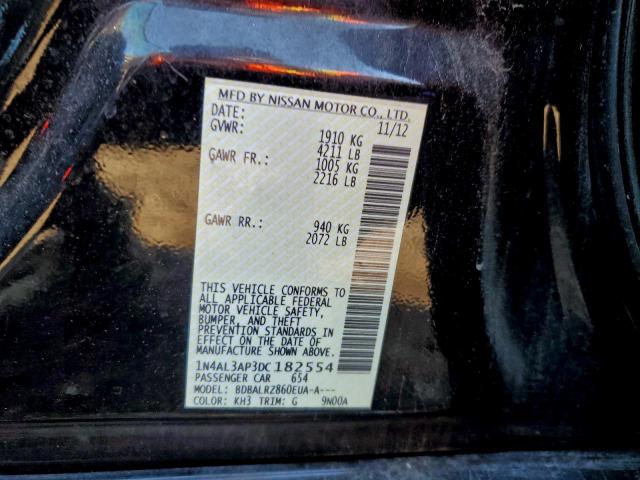 MFD BY NISSAN MOTOR CO., LTD.
DATE: 11/12
GVWR: 1910 KG
4211 LB
GAWR FR.: 1005 KG
2216 LB
GAWR RR.: 940 KG
2072 LB
THIS VEHICLE CONFORMS TO
ALL APPLICABLE FEDERAL
MOTOR VEHICLE SAFETY,
BUMPER, AND THEFT
PREVENTION STANDARDS IN
EFFECT ON THE DATE OF
MANUFACTURE SHOWN ABOVE.
1N4AL3AP3DC182554
PASSENGER CAR 654
MODEL: BDBALRZ860EUA-A---
COLOR: KH3 TRIM: G 9N00A